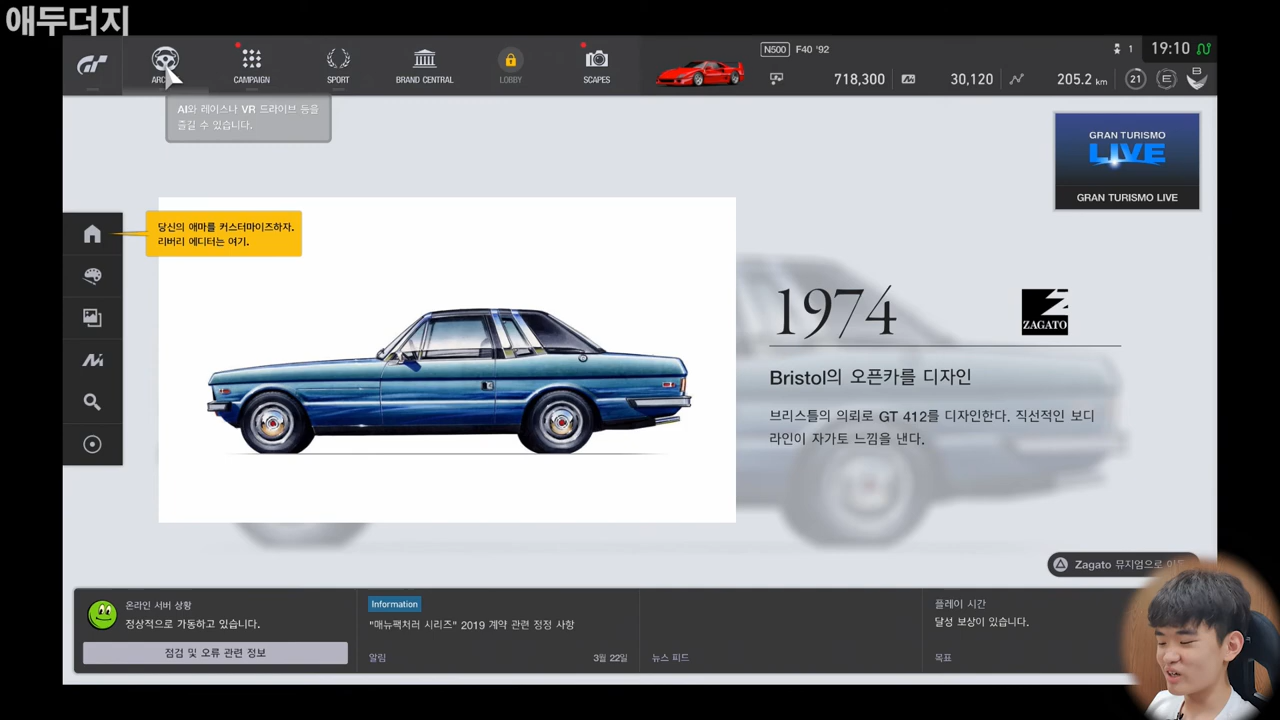 애두더지
GT
ARC
CAMPAIGN
SPORT
BRAND CENTRAL
LOBBY
SCAPES
N500 F40 '92
1 19:10
718,300
30,120
205.2 km
21 E B
AI와 레이스나 VR 드라이브 등을
즐길 수 있습니다.
GRAN TURISMO
LIVE
GRAN TURISMO LIVE
당신의 애마를 커스터마이즈하자.
리버리 에디터는 여기.
1974
ZAGATO
Bristol의 오픈카를 디자인
브리스톨의 의뢰로 GT 412를 디자인한다. 직선적인 보디
라인이 자가토 느낌을 낸다.
Zagato 뮤지엄으로
온라인 서버 상황
정상적으로 가동하고 있습니다.
점검 및 오류 관련 정보
Information
"매뉴팩처러 시리즈" 2019 계약 관련 정정 사항
알림 3월 22일
뉴스 피드
플레이 시간
달성 보상이 있습니다.
목표